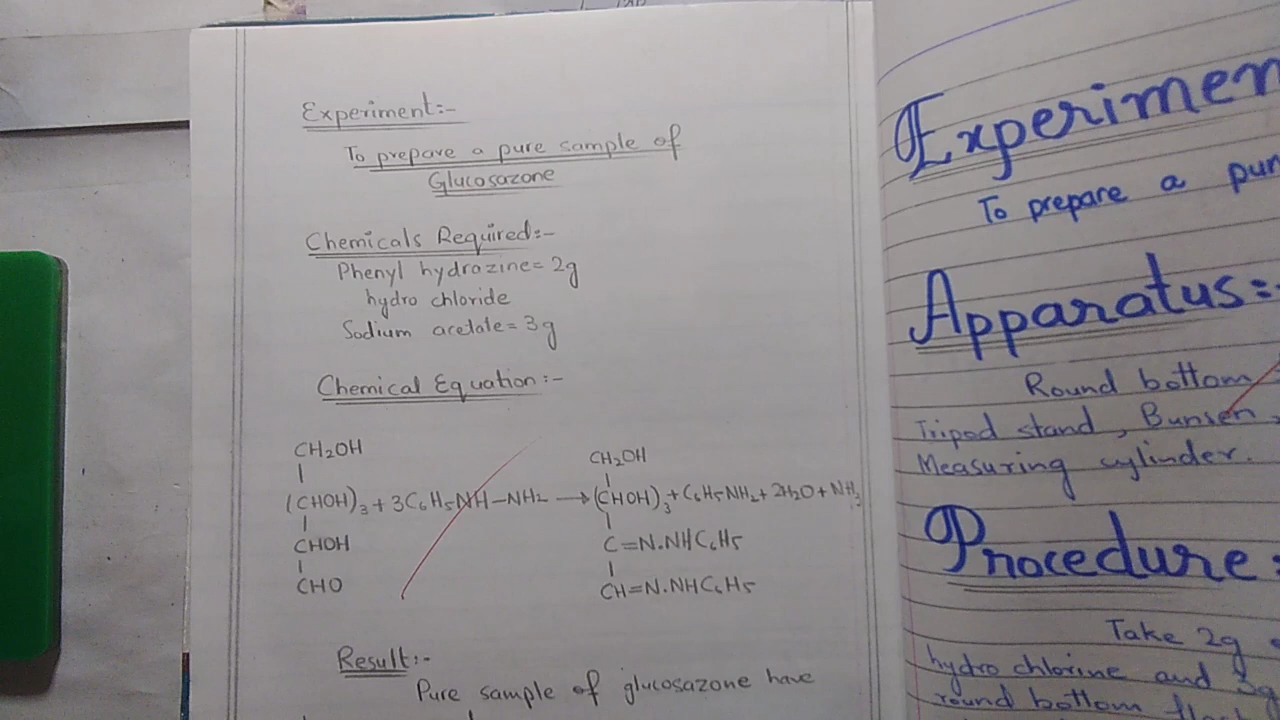 Experiment:-
To prepare a pure sample of
Glucosazone
Chemicals Required:-
Phenyl hydrazine = 2g
hydro chloride
Sodium acetate = 3g
Chemical Equation :-
CH₂OH
|
(CHOH)₃ + 3C₆H₅NH–NH₂ → (CHOH)₃ + C₆H₅NH₂ + 2H₂O + NH₃
|
CHOH
|
CHO
CH₂OH
|
|
C=N.NHC₆H₅
|
CH=N.NHC₆H₅
Result:-
Pure sample of glucosazone have
Experimen
To prepare a pur
Apparatus:-
Round bottom
Tripod stand, Bunsen,
Measuring cylinder.
Procedure:
Take 2g
hydro chlorine and 3g
round bottom